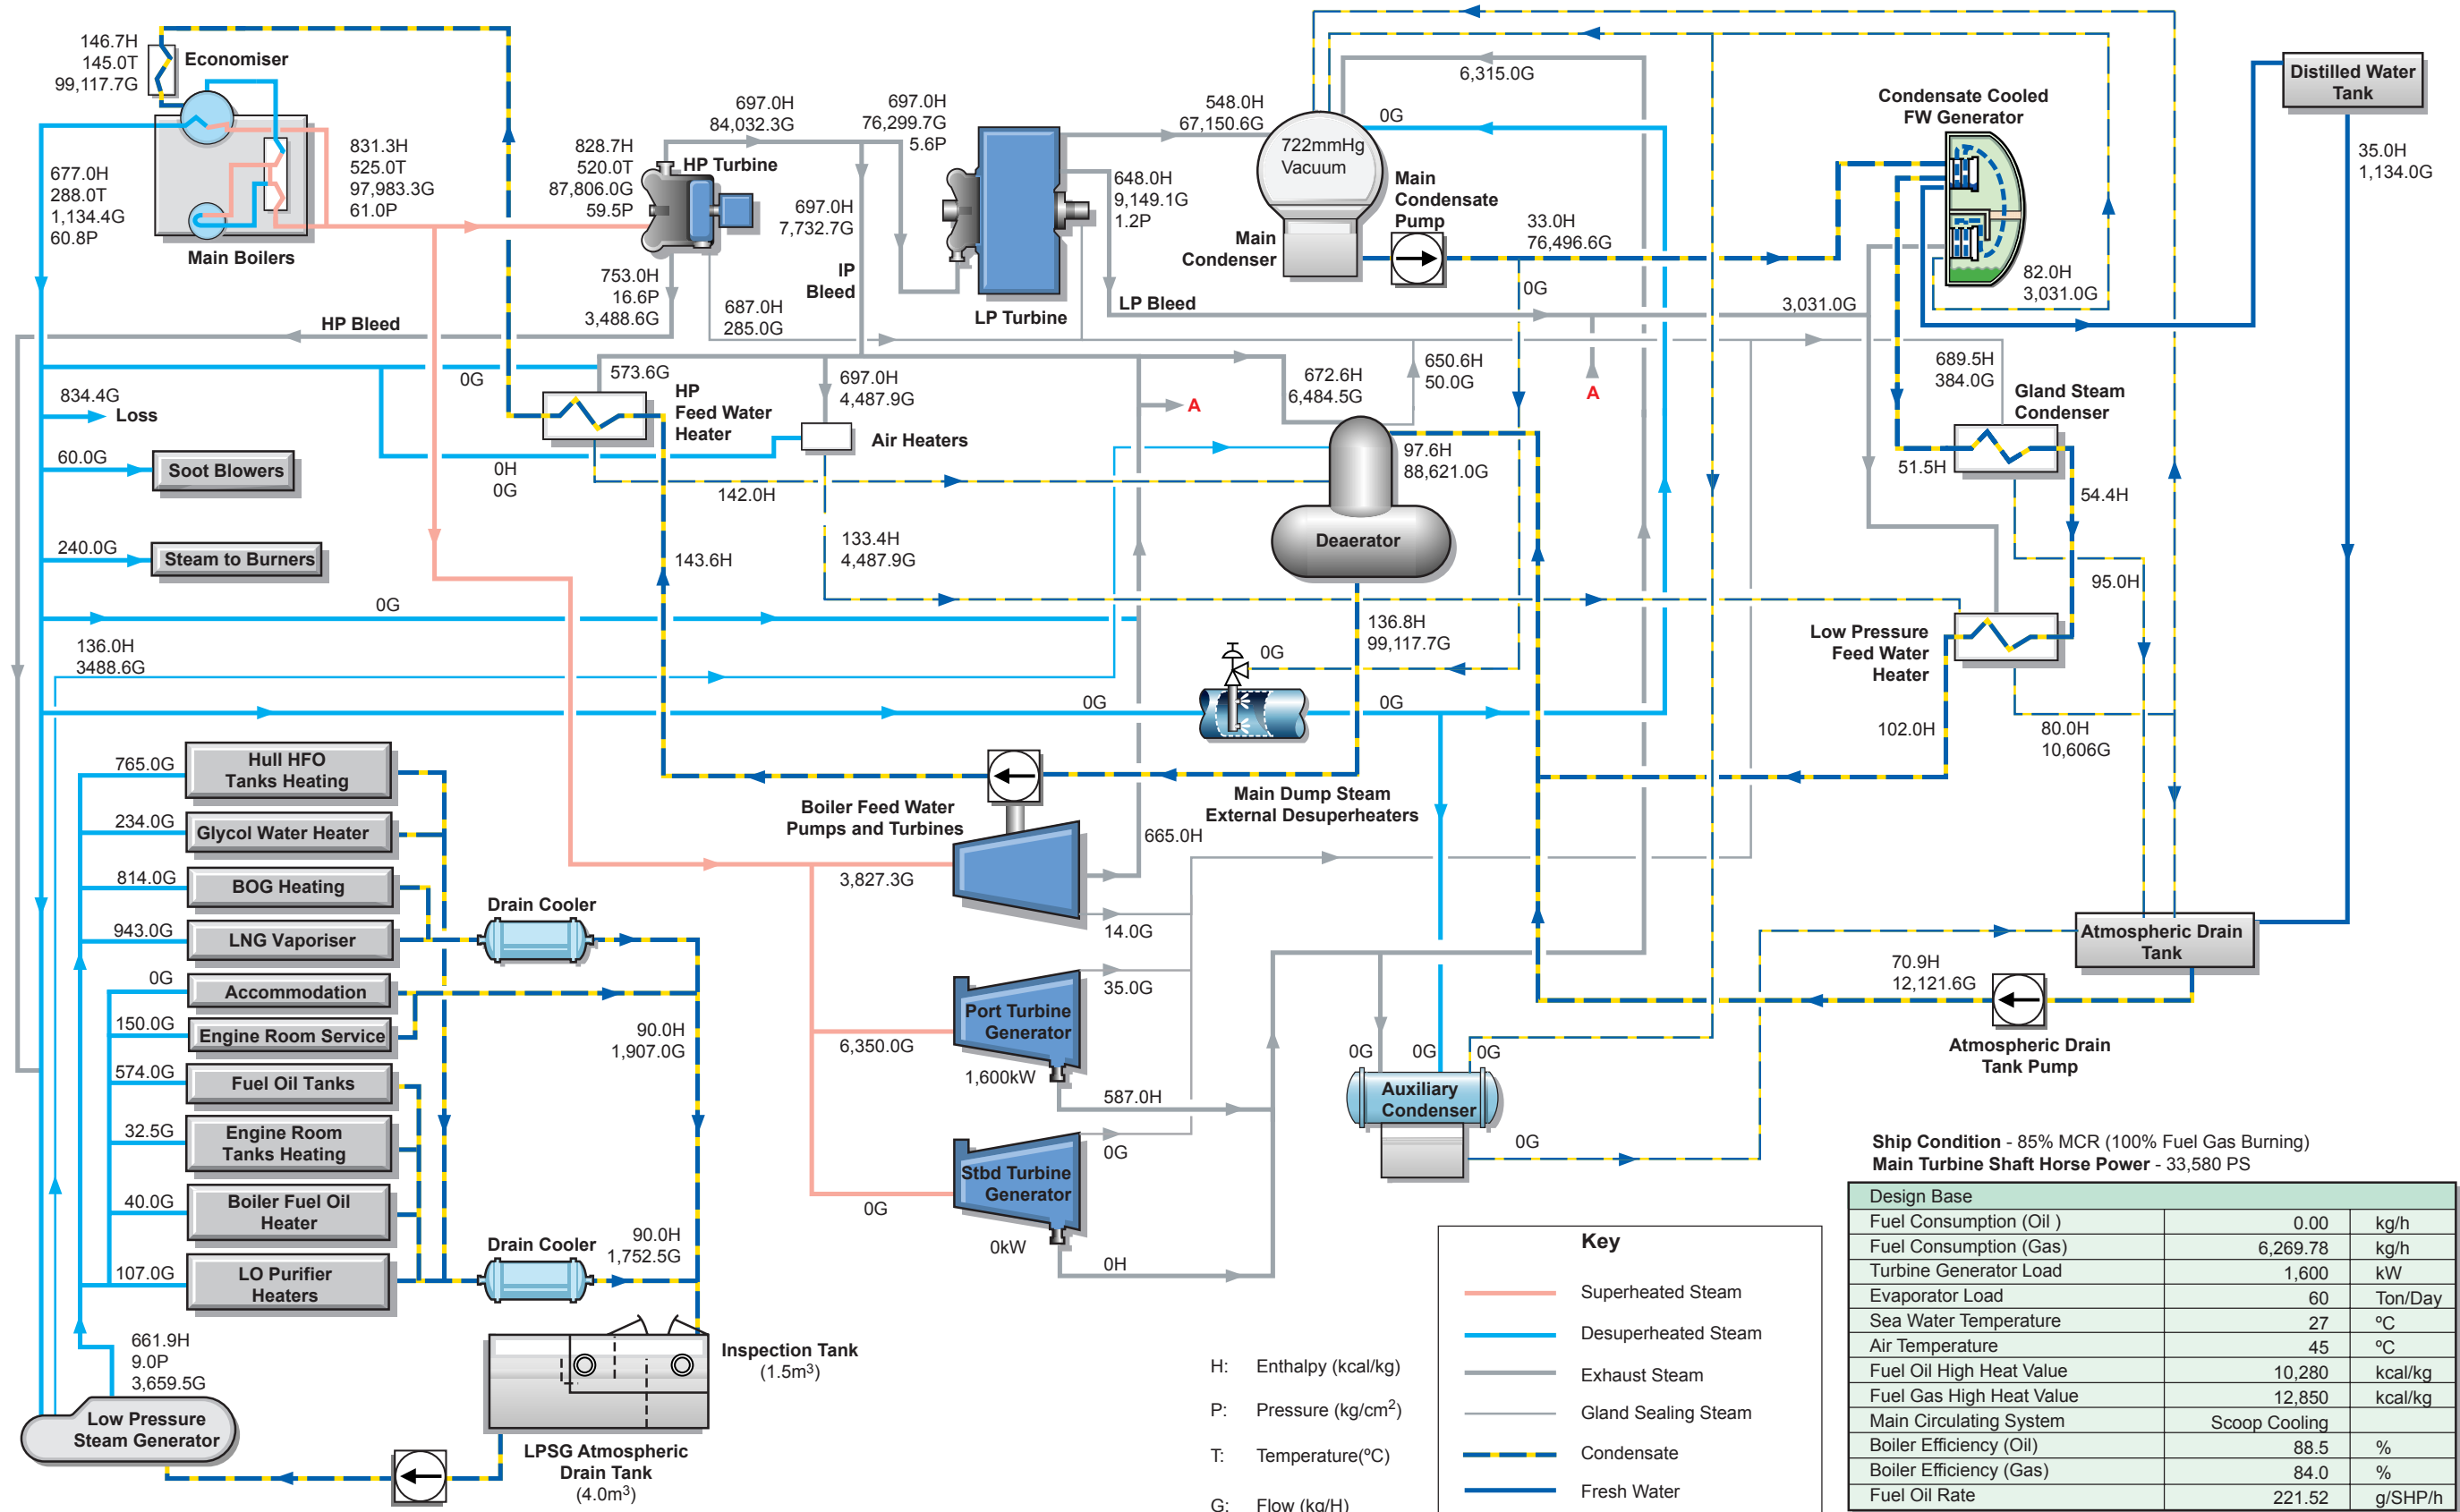 146.7H
145.0T
99,117.7G
Economiser
677.0H
288.0T
1,134.4G
60.8P
Main Boilers
831.3H
525.0T
97,983.3G
61.0P
697.0H
84,032.3G
828.7H
520.0T
87,806.0G
59.5P
HP Turbine
697.0H
76,299.7G
5.6P
697.0H
7,732.7G
IP
Bleed
753.0H
16.6P
3,488.6G
687.0H
285.0G
HP Bleed
LP Turbine
548.0H
67,150.6G
648.0H
9,149.1G
1.2P
LP Bleed
6,315.0G
0G
722mmHg
Vacuum
Main
Condenser
Main
Condensate
Pump
33.0H
76,496.6G
0G
Condensate Cooled
FW Generator
82.0H
3,031.0G
3,031.0G
Distilled Water
Tank
35.0H
1,134.0G
0G
834.4G
Loss
60.0G
Soot Blowers
240.0G
Steam to Burners
0G
136.0H
3488.6G
573.6G
HP
Feed Water
Heater
697.0H
4,487.9G
Air Heaters
0H
0G
142.0H
133.4H
4,487.9G
143.6H
A
A
672.6H
6,484.5G
650.6H
50.0G
97.6H
88,621.0G
Deaerator
136.8H
99,117.7G
689.5H
384.0G
Gland Steam
Condenser
51.5H
54.4H
95.0H
Low Pressure
Feed Water
Heater
102.0H
80.0H
10,606G
0G
0G
0G
Main Dump Steam
External Desuperheaters
765.0G
Hull HFO
Tanks Heating
234.0G
Glycol Water Heater
814.0G
BOG Heating
943.0G
LNG Vaporiser
0G
Accommodation
150.0G
Engine Room Service
574.0G
Fuel Oil Tanks
32.5G
Engine Room
Tanks Heating
40.0G
Boiler Fuel Oil
Heater
107.0G
LO Purifier
Heaters
Drain Cooler
90.0H
1,907.0G
Drain Cooler
90.0H
1,752.5G
661.9H
9.0P
3,659.5G
Low Pressure
Steam Generator
Inspection Tank
(1.5m3)
LPSG Atmospheric
Drain Tank
(4.0m3)
Boiler Feed Water
Pumps and Turbines
665.0H
3,827.3G
14.0G
35.0G
Port Turbine
Generator
6,350.0G
1,600kW
587.0H
0G
Stbd Turbine
Generator
0G
0kW
0H
0G
0G
0G
Auxiliary
Condenser
0G
Atmospheric Drain
Tank
70.9H
12,121.6G
Atmospheric Drain
Tank Pump
H: Enthalpy (kcal/kg)
P: Pressure (kg/cm2)
T: Temperature(ºC)
G: Flow (kg/H)
Key
Superheated Steam
Desuperheated Steam
Exhaust Steam
Gland Sealing Steam
Condensate
Fresh Water
Ship Condition - 85% MCR (100% Fuel Gas Burning)
Main Turbine Shaft Horse Power - 33,580 PS
Design Base
Fuel Consumption (Oil ) 0.00 kg/h
Fuel Consumption (Gas) 6,269.78 kg/h
Turbine Generator Load 1,600 kW
Evaporator Load 60 Ton/Day
Sea Water Temperature 27 ºC
Air Temperature 45 ºC
Fuel Oil High Heat Value 10,280 kcal/kg
Fuel Gas High Heat Value 12,850 kcal/kg
Main Circulating System Scoop Cooling
Boiler Efficiency (Oil) 88.5 %
Boiler Efficiency (Gas) 84.0 %
Fuel Oil Rate 221.52 g/SHP/h